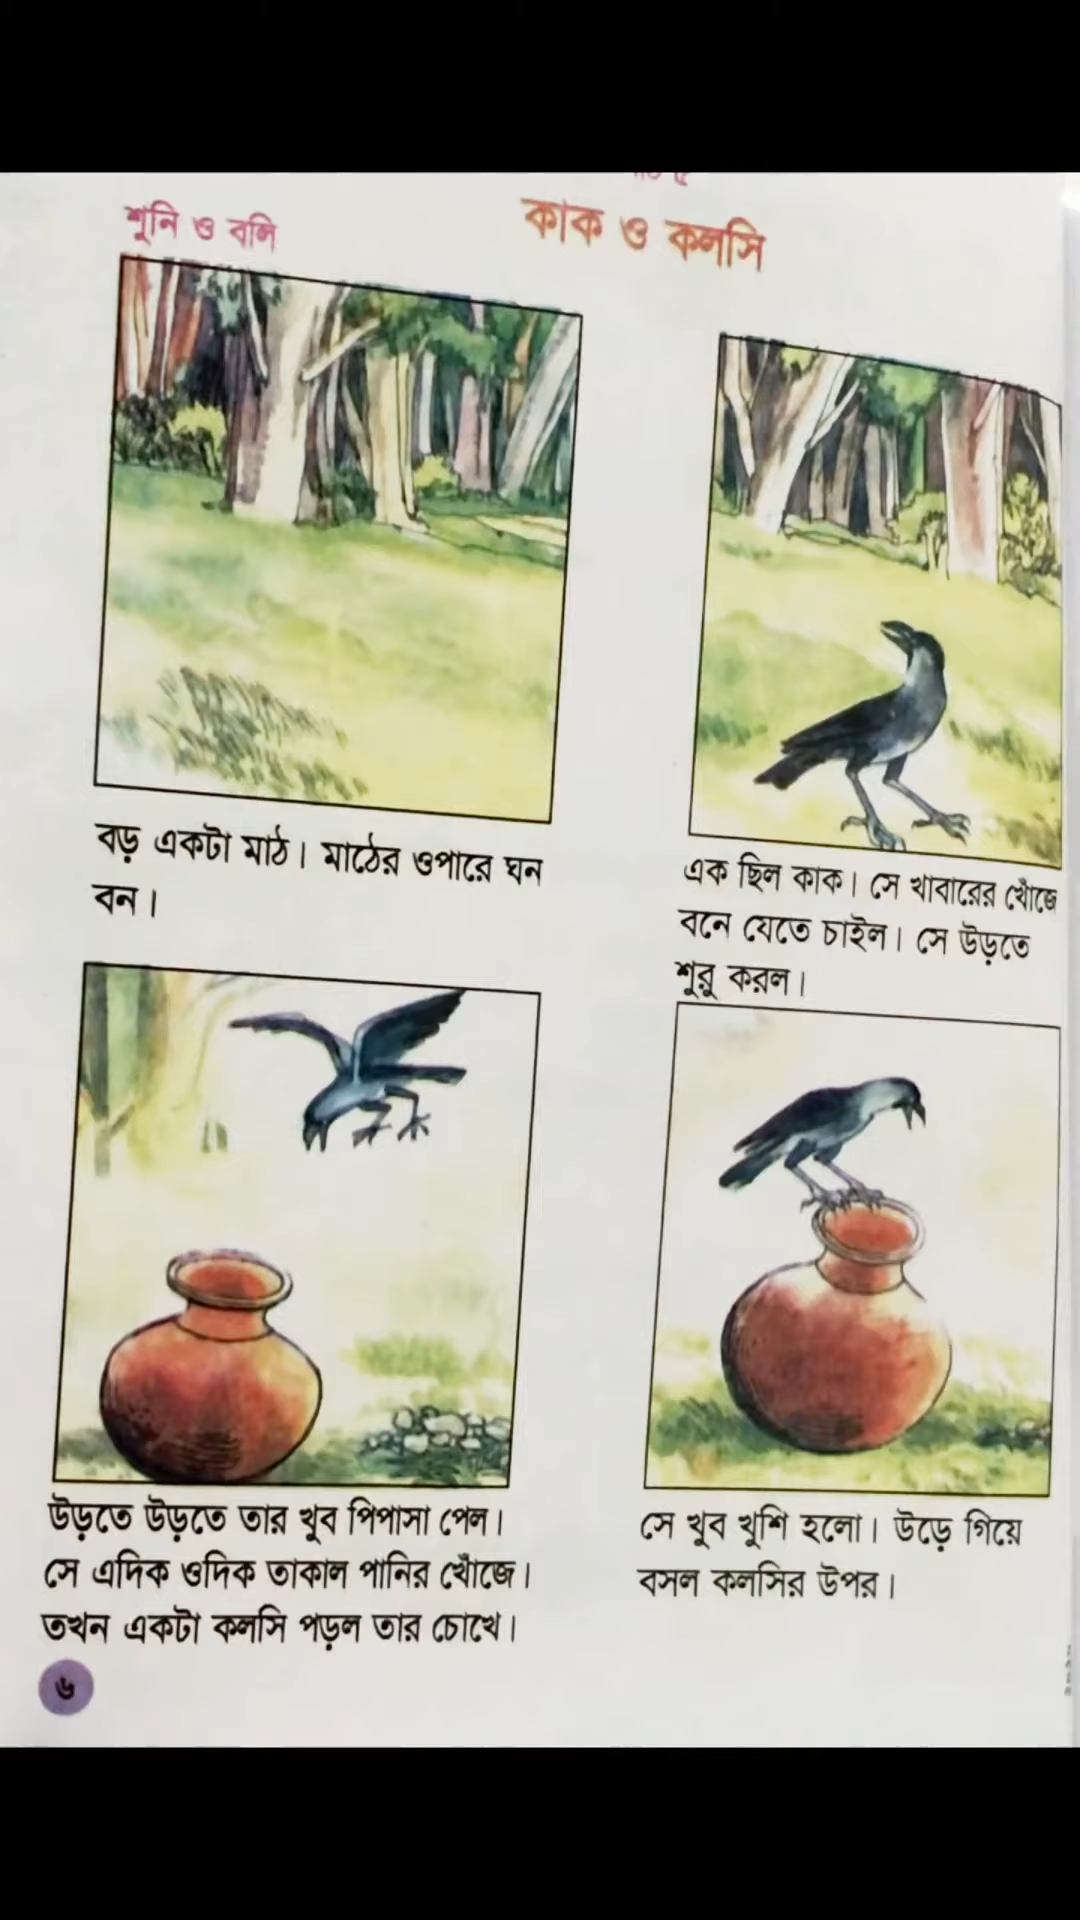 শুনি ও বলি
কাক ও কলসি
বড় একটা মাঠ। মাঠের ওপারে ঘন
বন।
এক ছিল কাক। সে খাবারের খোঁজে
বনে যেতে চাইল। সে উড়তে
শুরু করল।
উড়তে উড়তে তার খুব পিপাসা পেল।
সে এদিক ওদিক তাকাল পানির খোঁজে।
তখন একটা কলসি পড়ল তার চোখে।
সে খুব খুশি হলো। উড়ে গিয়ে
বসল কলসির উপর।
৬